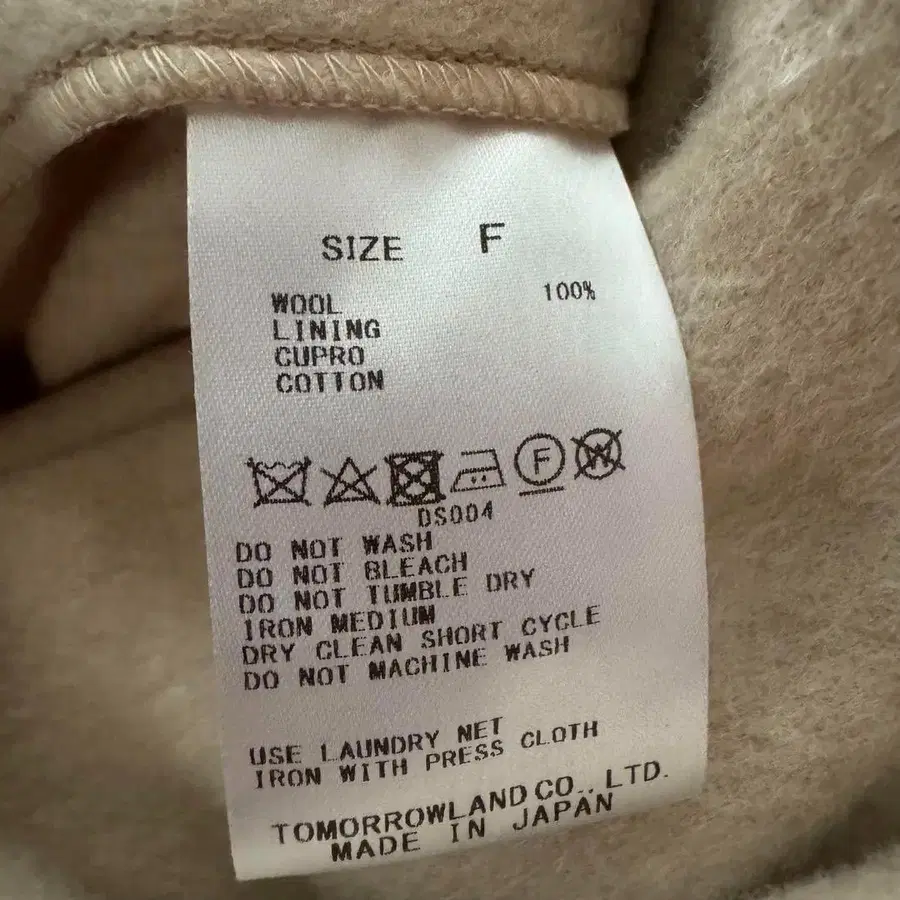 SIZE F
WOOL 100%
LINING
CUPRO
COTTON
F W
DS004
DO NOT WASH
DO NOT BLEACH
DO NOT TUMBLE DRY
IRON MEDIUM
DRY CLEAN SHORT CYCLE
DO NOT MACHINE WASH
USE LAUNDRY NET
IRON WITH PRESS CLOTH
TOMORROWLAND CO., LTD.
MADE IN JAPAN